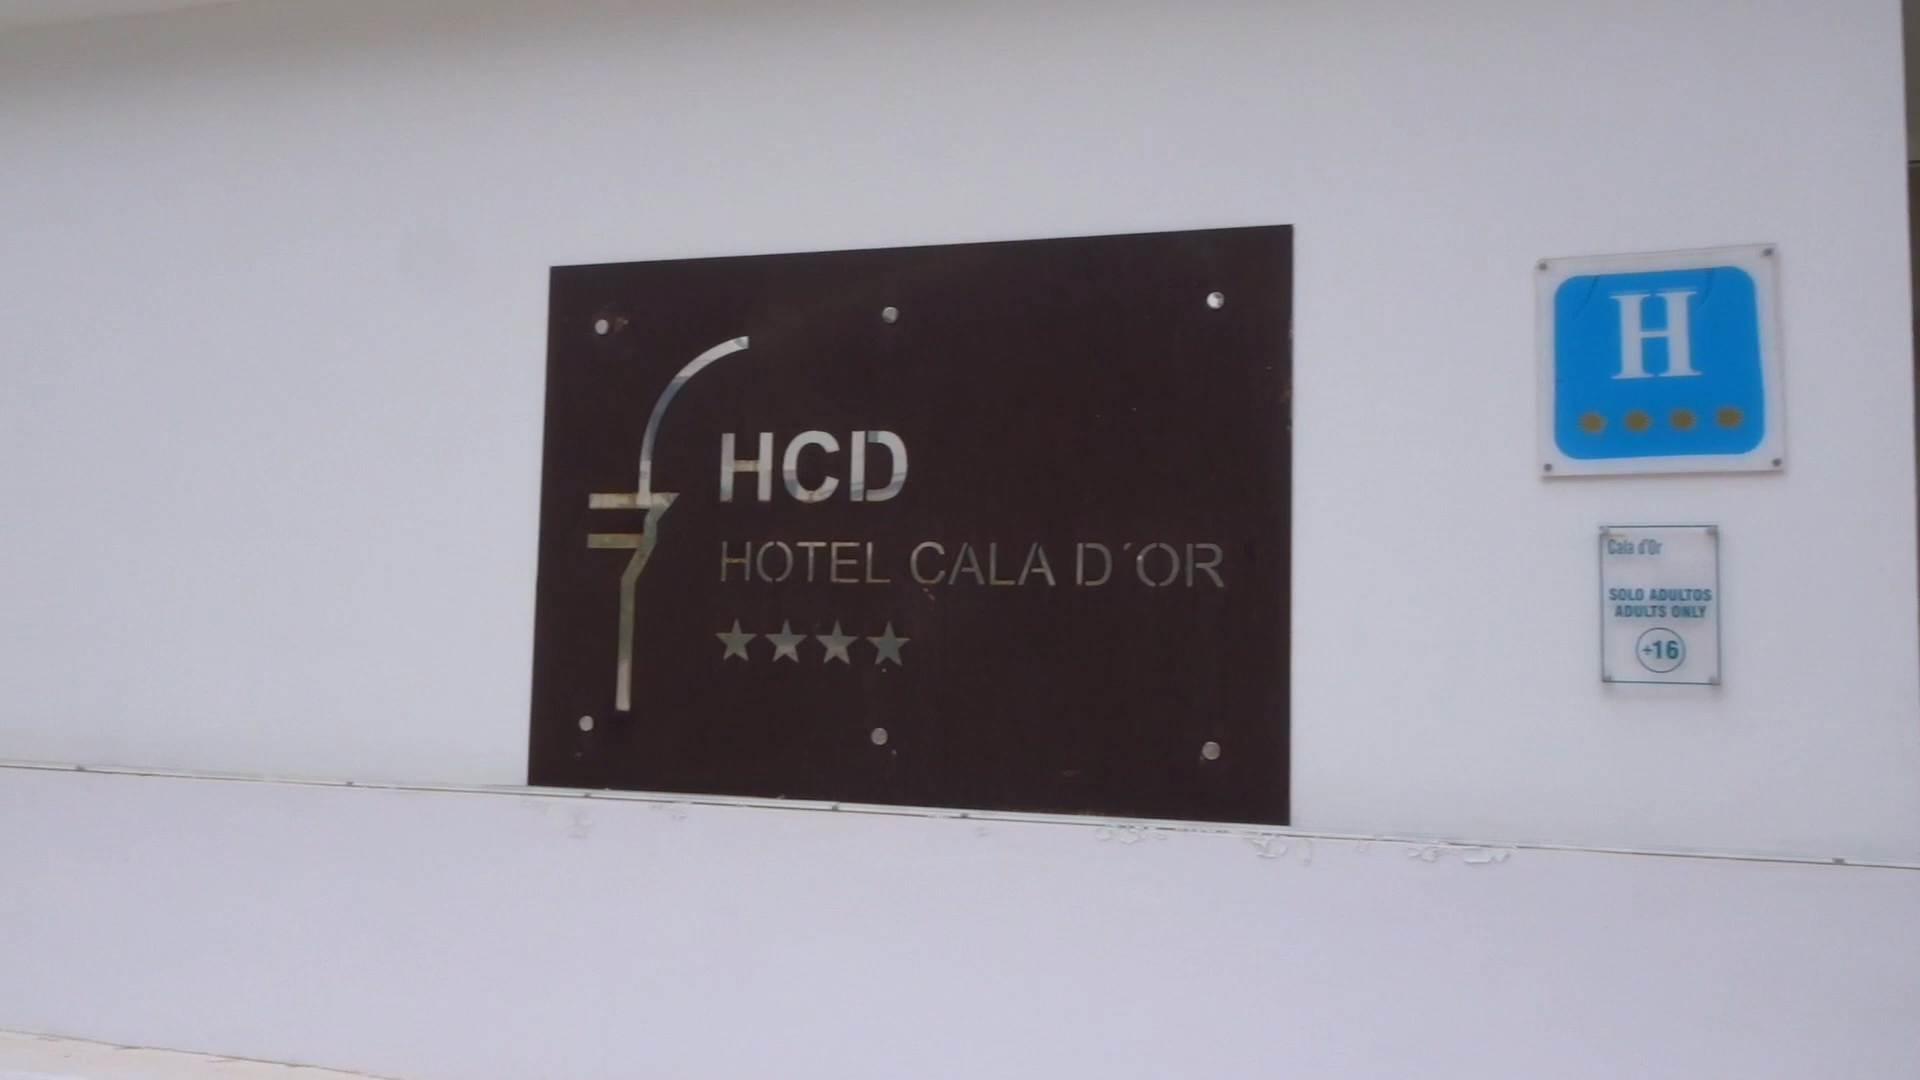 HCD
HOTEL CALA D´OR
H
Cala d'Or
SOLO ADULTOS
ADULTS ONLY
+16